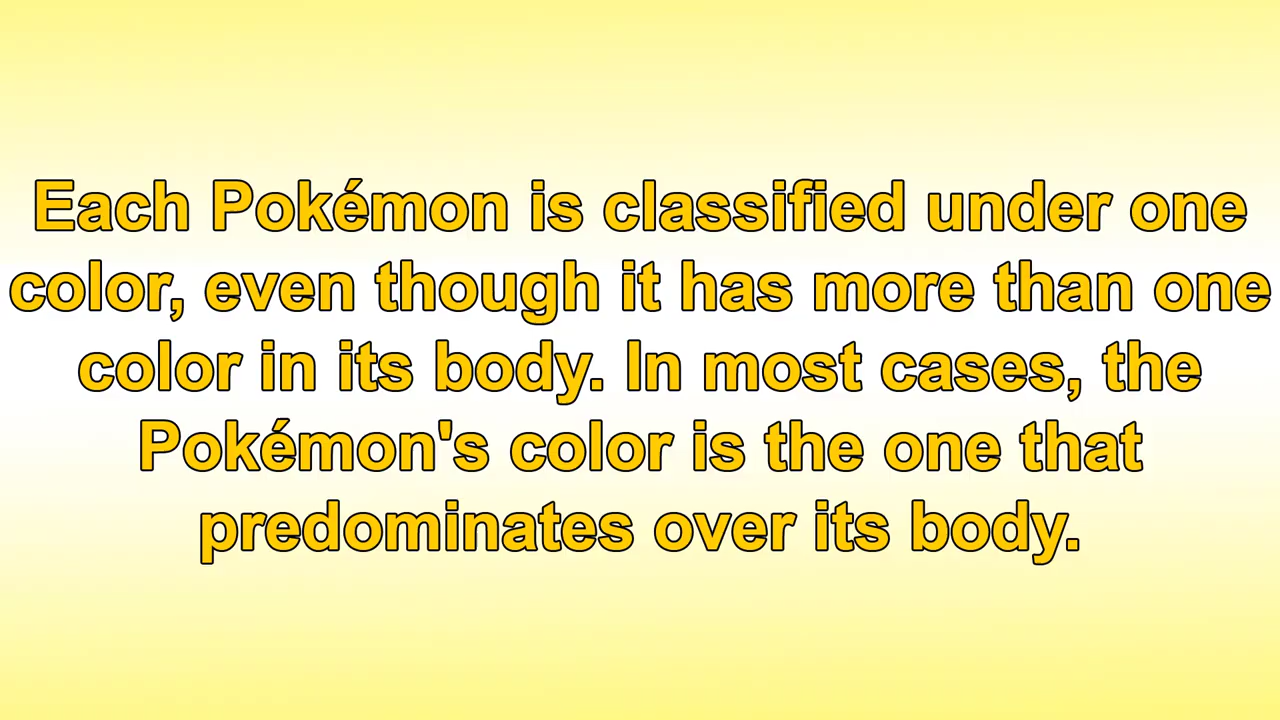 Each Pokémon is classified under one
color, even though it has more than one
color in its body. In most cases, the
Pokémon's color is the one that
predominates over its body.